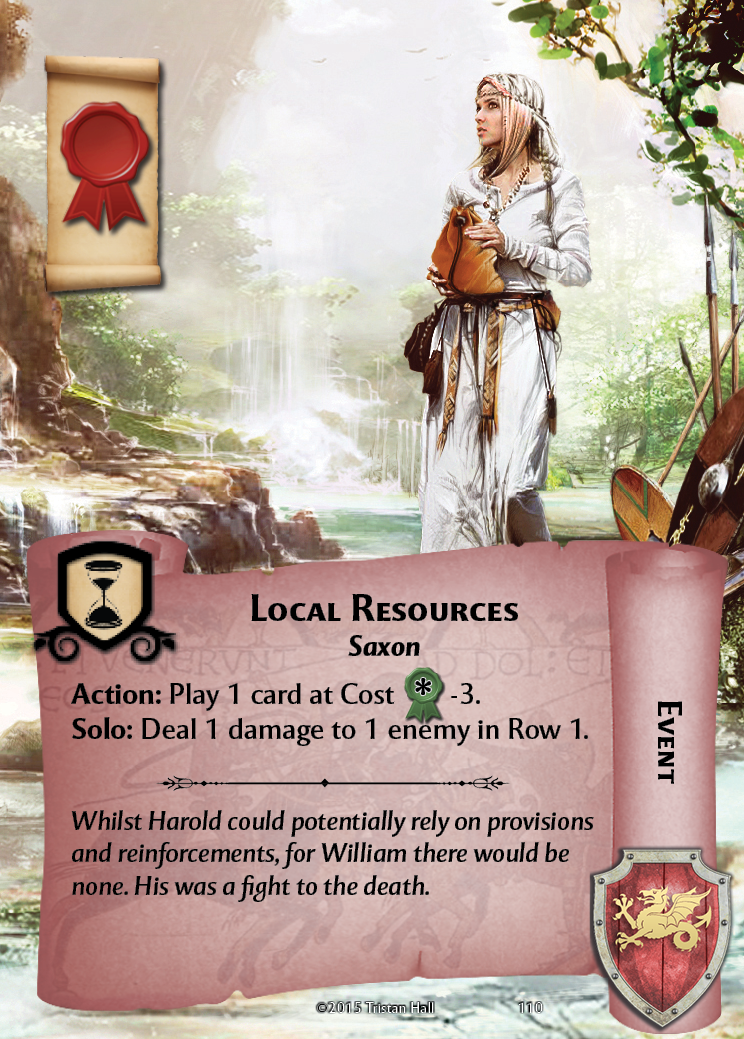 Local Resources
Saxon
Action: Play 1 card at Cost * -3.
Solo: Deal 1 damage to 1 enemy in Row 1.
Event
Whilst Harold could potentially rely on provisions
and reinforcements, for William there would be
none. His was a fight to the death.
©2015 Tristan Hall
110